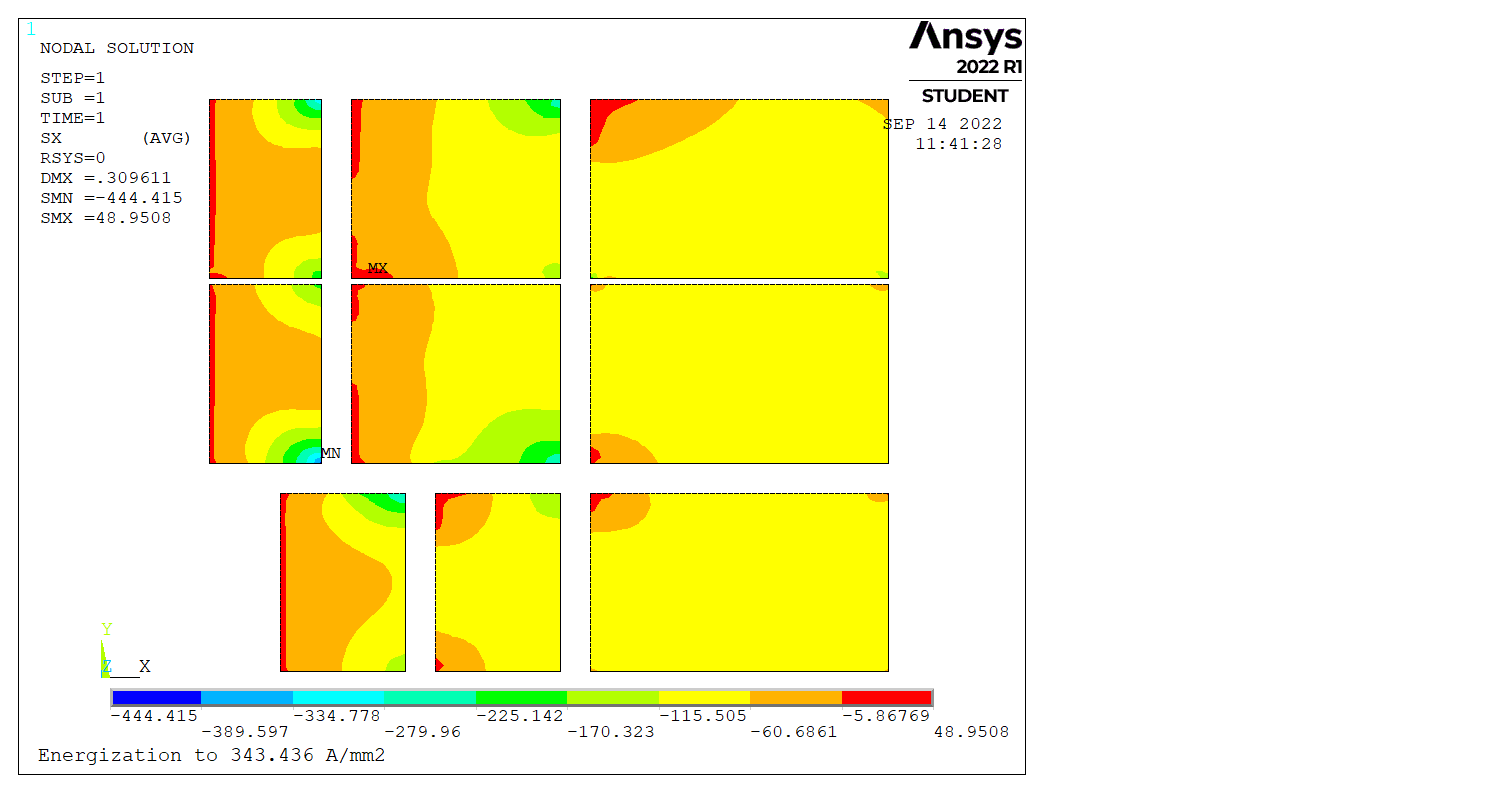 1
NODAL SOLUTION
STEP=1
SUB =1
TIME=1
SX (AVG)
RSYS=0
DMX =.309611
SMN =-444.415
SMX =48.9508
Ansys
2022 R1
STUDENT
SEP 14 2022
11:41:28
MX
MN
Y
Z X
-444.415 -334.778 -225.142 -115.505 -5.86769
-389.597 -279.96 -170.323 -60.6861 48.9508
Energization to 343.436 A/mm2